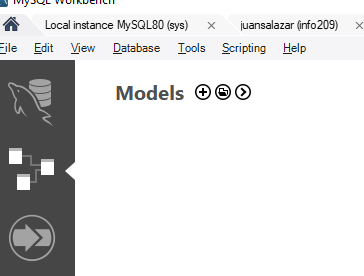 MySQL Workbench
Local instance MySQL80 (sys) juansalazar (info209)
File Edit View Database Tools Scripting Help
Models